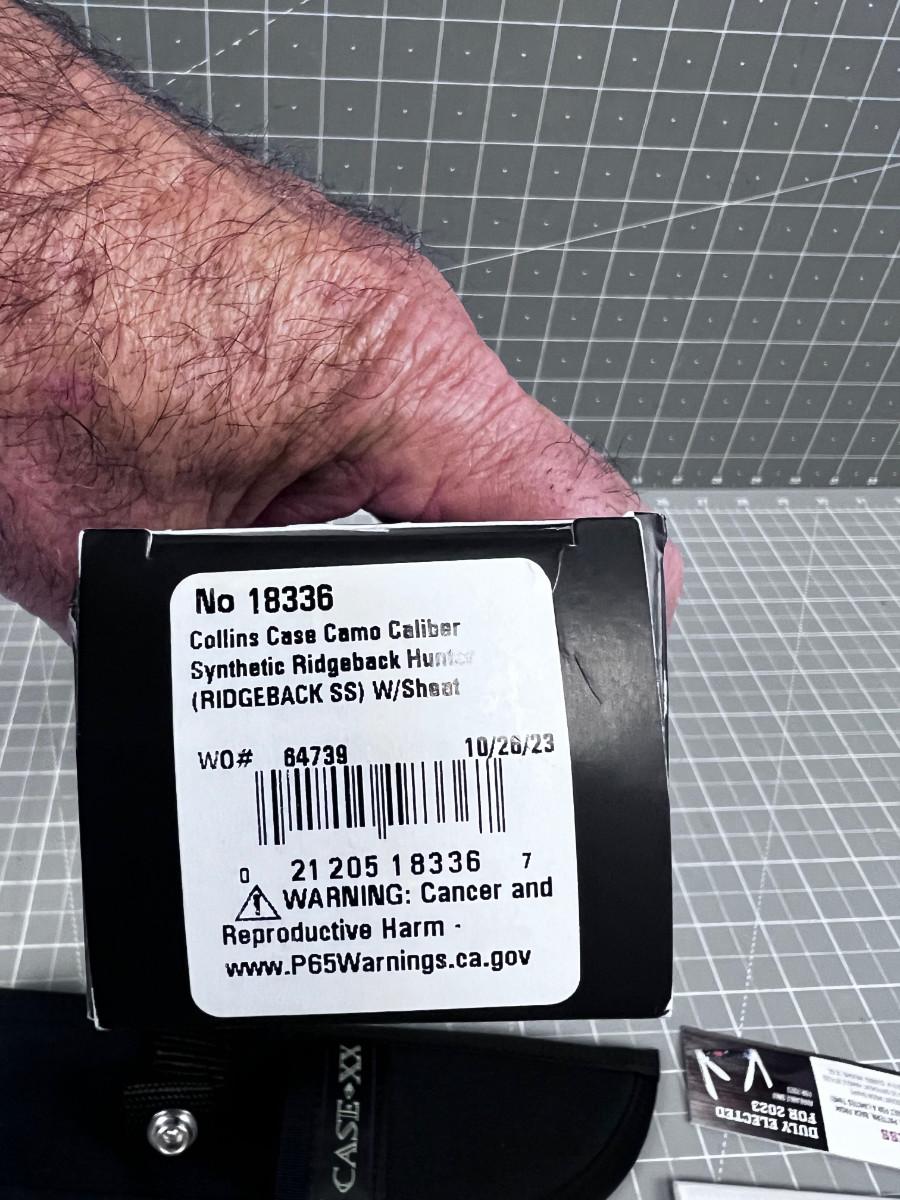 No 18336
Collins Case Camo Caliber
Synthetic Ridgeback Hunter
(RIDGEBACK SS) W/Sheat
WO# 64739 10/26/23
0 21205 18336 7
WARNING: Cancer and
Reproductive Harm -
www.P65Warnings.ca.gov
CASE XX
DULY ELECTED
FOR 2023